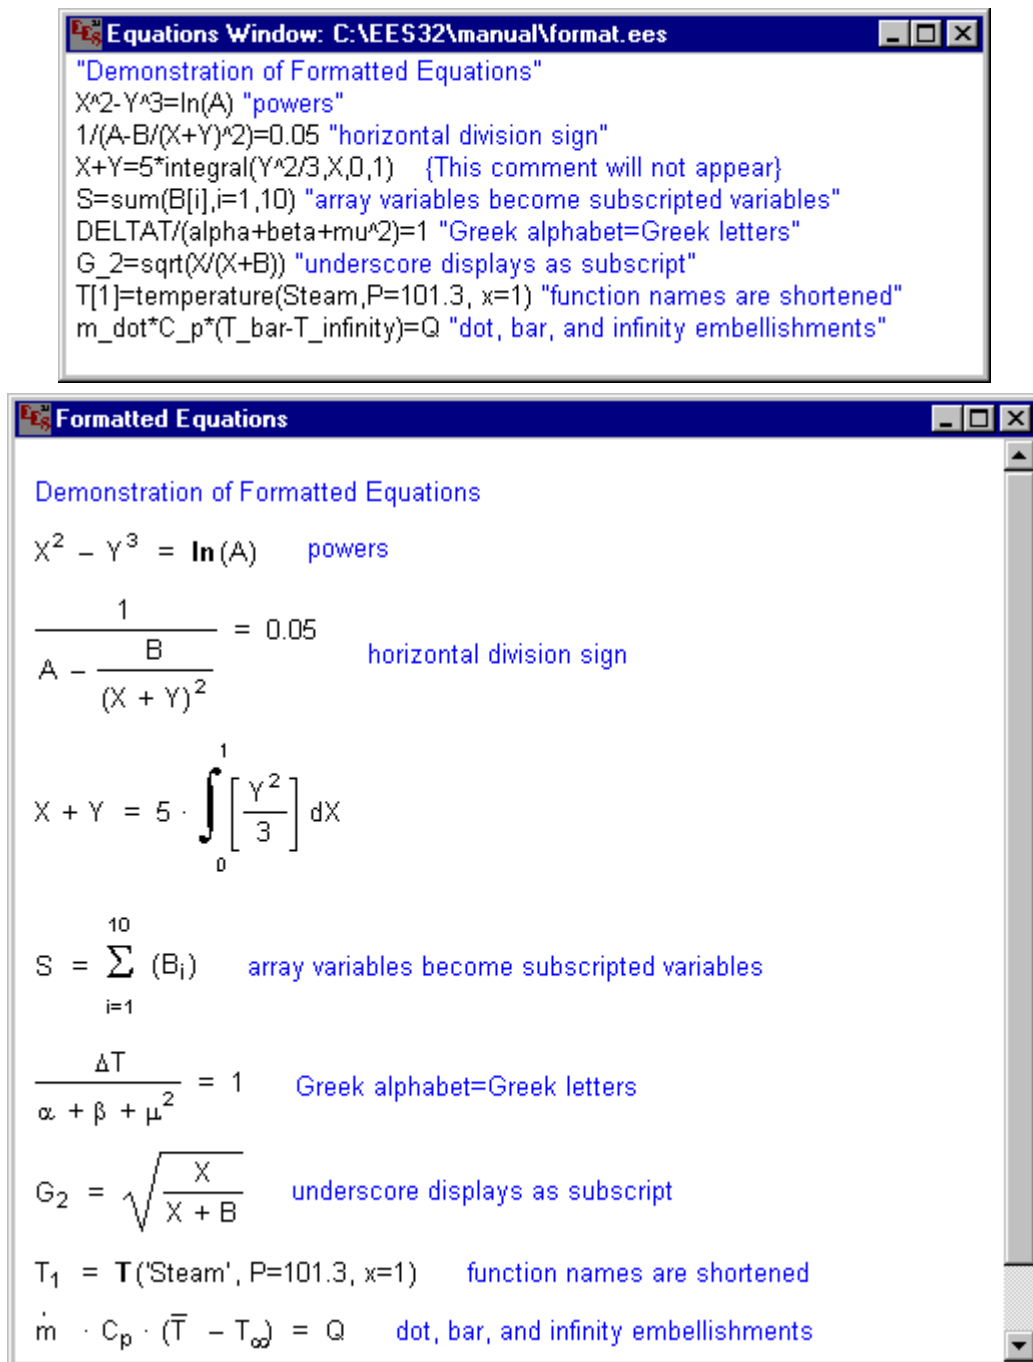 Equations Window: C:\EES32\manual\format.ees
"Demonstration of Formatted Equations"
X^2-Y^3=ln(A) "powers"
1/(A-B/(X+Y)^2)=0.05 "horizontal division sign"
X+Y=5*integral(Y^2/3,X,0,1) {This comment will not appear}
S=sum(B[i],i=1,10) "array variables become subscripted variables"
DELTAT/(alpha+beta+mu^2)=1 "Greek alphabet=Greek letters"
G_2=sqrt(X/(X+B)) "underscore displays as subscript"
T[1]=temperature(Steam,P=101.3, x=1) "function names are shortened"
m_dot*C_p*(T_bar-T_infinity)=Q "dot, bar, and infinity embellishments"
Formatted Equations
Demonstration of Formatted Equations
X² − Y³ = ln(A) powers
1
A − B / (X + Y)² = 0.05 horizontal division sign
X + Y = 5 · ∫₀¹ [Y²/3] dX
10
S = Σ (Bᵢ) array variables become subscripted variables
i=1
ΔT
α + β + μ² = 1 Greek alphabet=Greek letters
G₂ = √(X / X + B) underscore displays as subscript
T₁ = T('Steam', P=101.3, x=1) function names are shortened
ṁ · Cₚ · (T̄ − T∞) = Q dot, bar, and infinity embellishments